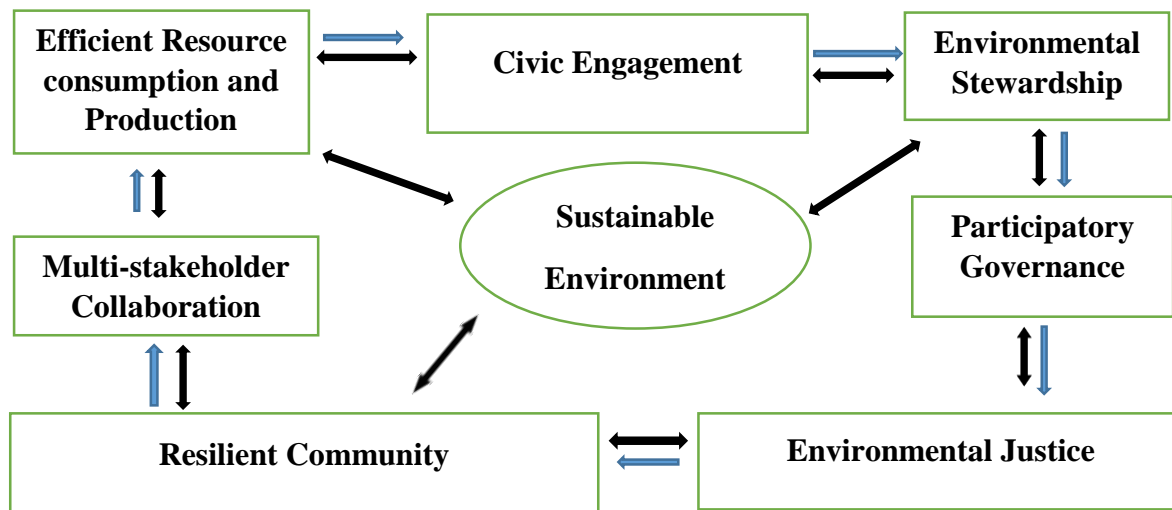 Efficient Resource
consumption and
Production
Civic Engagement
Environmental
Stewardship
Sustainable
Environment
Participatory
Governance
Multi-stakeholder
Collaboration
Resilient Community
Environmental Justice